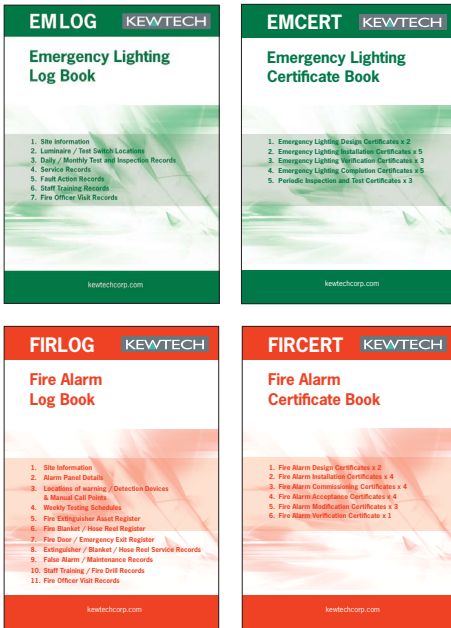 EMLOG KEWTECH
Emergency Lighting
Log Book
1. Site information
2. Luminaire / Test Switch Locations
3. Daily / Monthly Test and Inspection Records
4. Service Records
5. Fault Action Records
6. Staff Training Records
7. Fire Officer Visit Records
kewtechcorp.com
EMCERT KEWTECH
Emergency Lighting
Certificate Book
1. Emergency Lighting Design Certificates x 2
2. Emergency Lighting Installation Certificates x 5
3. Emergency Lighting Verification Certificates x 3
4. Emergency Lighting Completion Certificates x 5
5. Periodic Inspection and Test Certificates x 3
kewtechcorp.com
FIRLOG KEWTECH
Fire Alarm
Log Book
1. Site Information
2. Alarm Panel Details
3. Locations of warning / Detection Devices
& Manual Call Points
4. Weekly Testing Schedules
5. Fire Extinguisher Asset Register
6. Fire Blanket / Hose Reel Register
7. Fire Door / Emergency Exit Register
8. Extinguisher / Blanket / Hose Reel Service Records
9. False Alarm / Maintenance Records
10. Staff Training / Fire Drill Records
11. Fire Officer Visit Records
kewtechcorp.com
FIRCERT KEWTECH
Fire Alarm
Certificate Book
1. Fire Alarm Design Certificates x 2
2. Fire Alarm Installation Certificates x 4
3. Fire Alarm Commissioning Certificates x 4
4. Fire Alarm Acceptance Certificates x 4
5. Fire Alarm Modification Certificates x 3
6. Fire Alarm Verification Certificate x 1
kewtechcorp.com